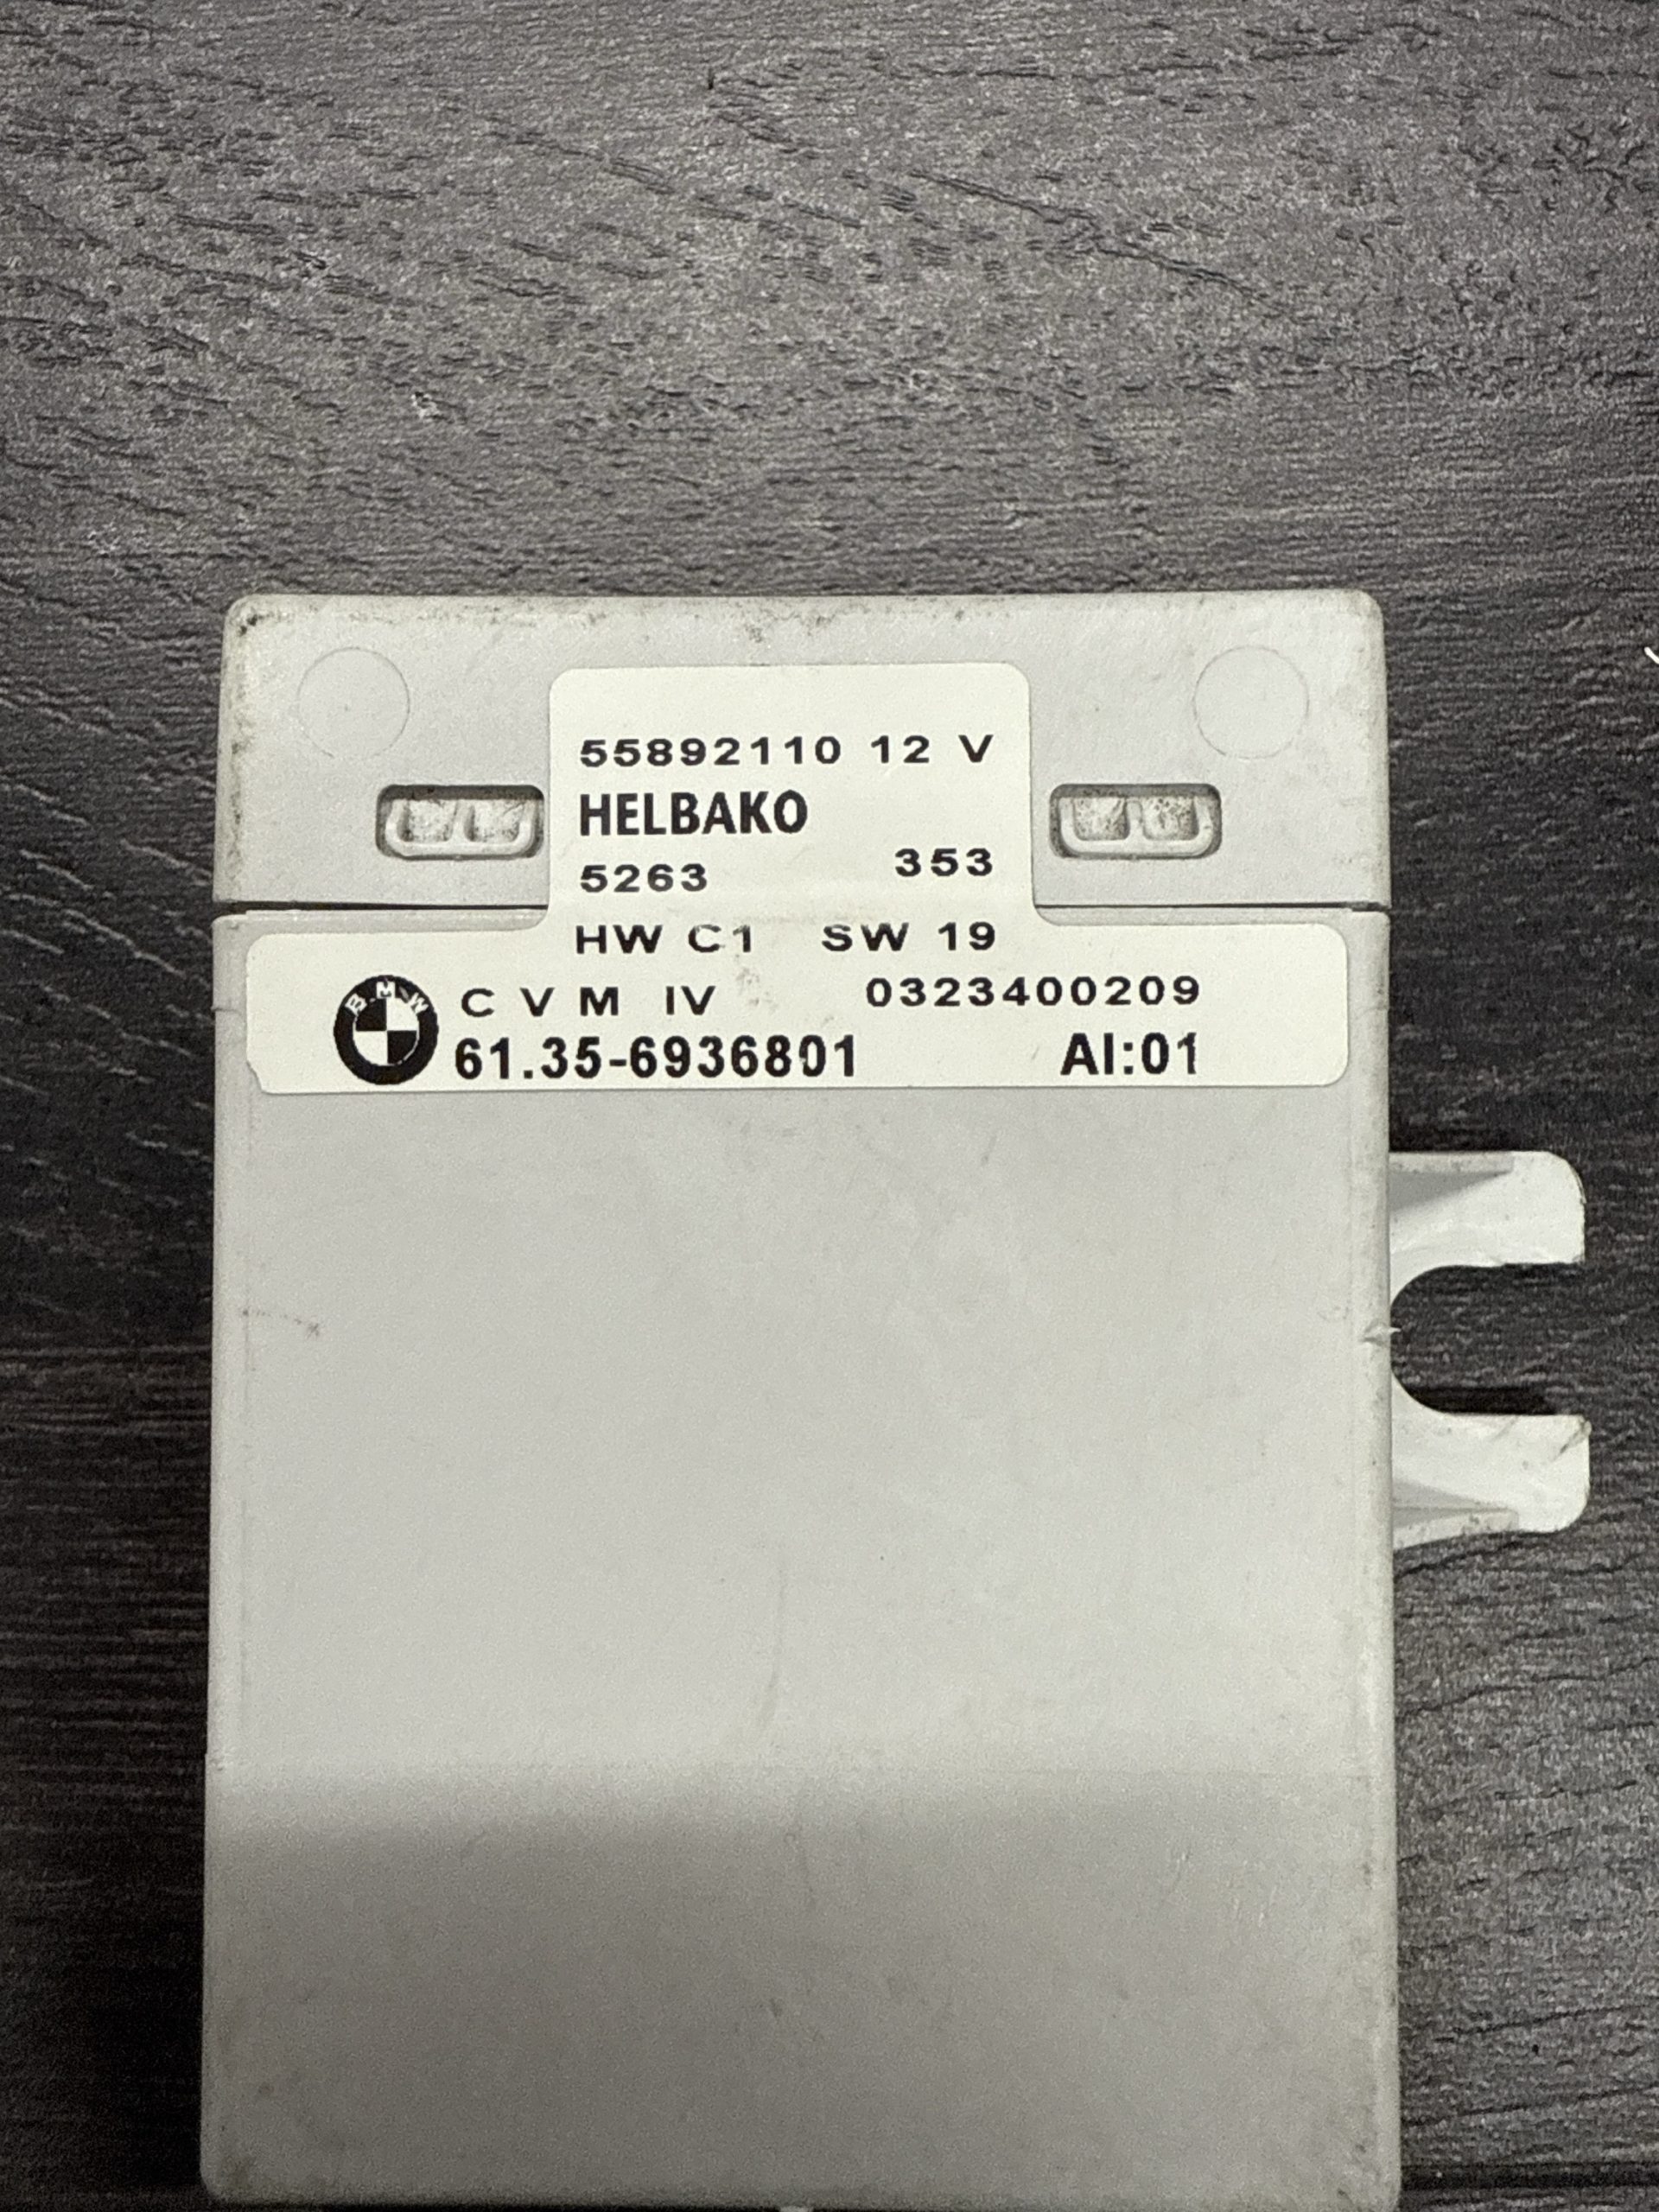 55892110 12 V
HELBAKO
5263 353
HW C1 SW 19
BMW
C V M IV 0323400209
61.35-6936801 AI:01